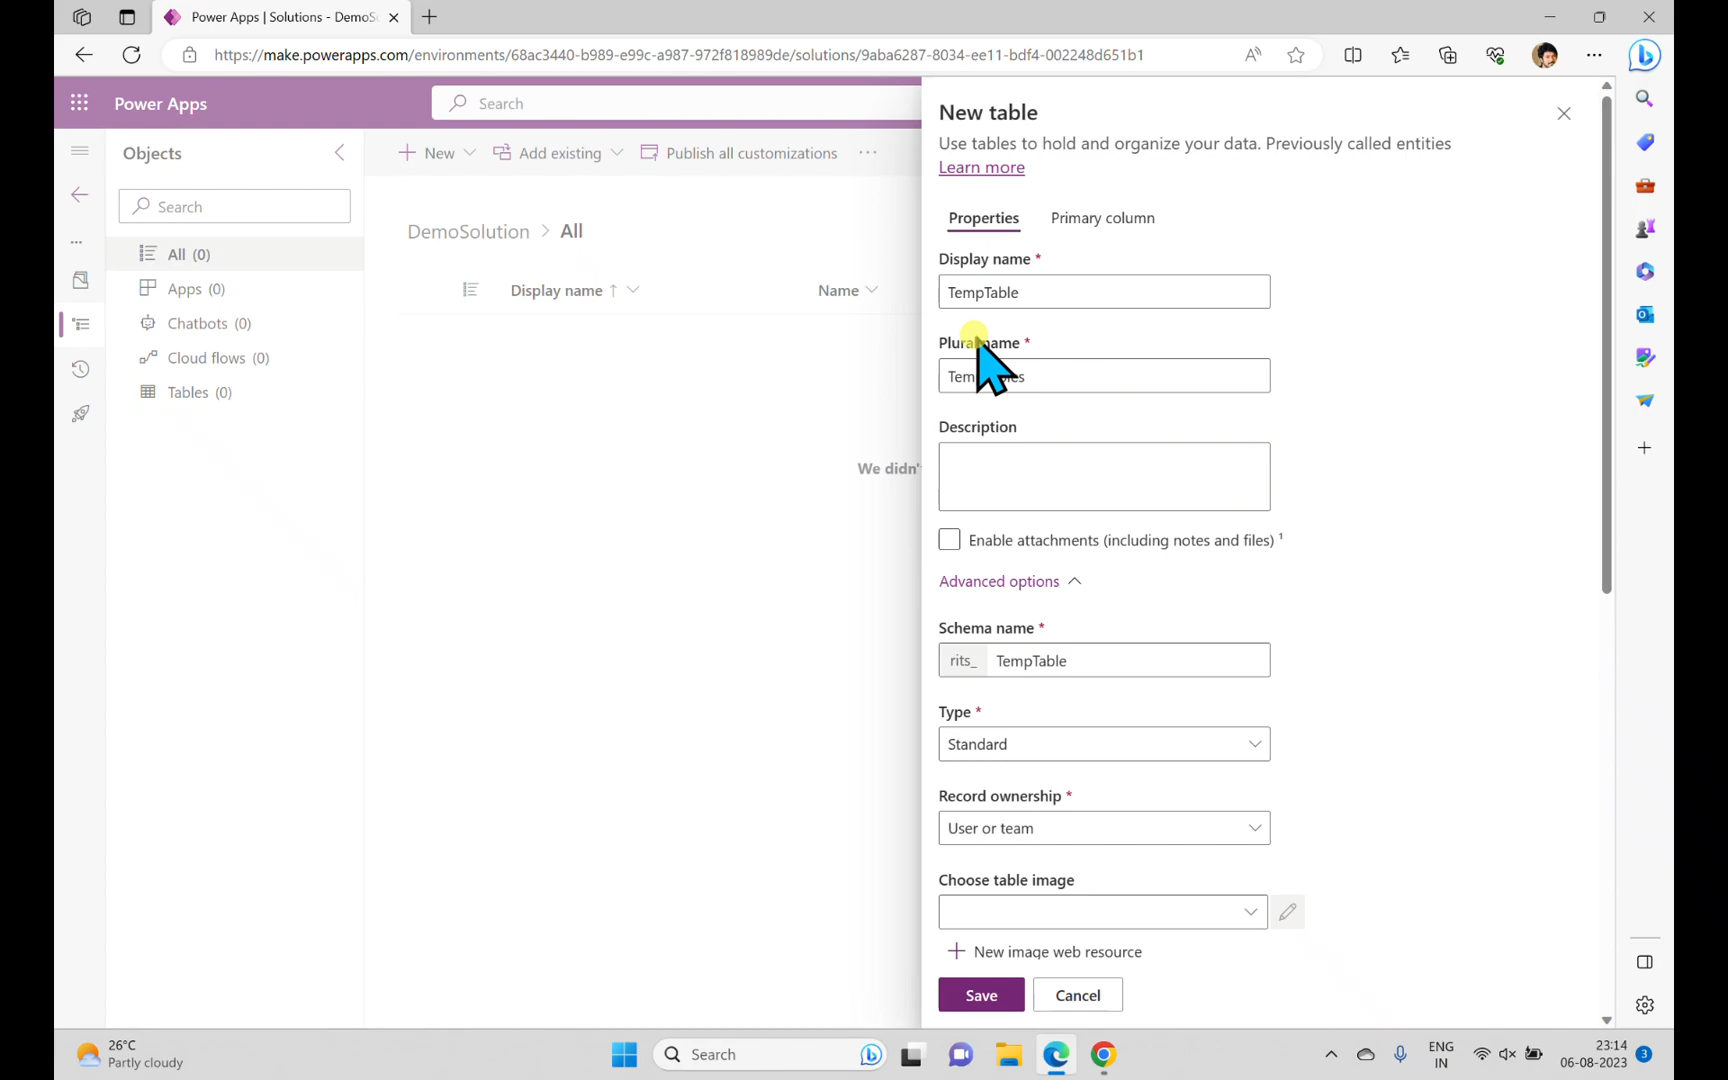 Power Apps | Solutions - DemoS
https://make.powerapps.com/environments/68ac3440-b989-e99c-a987-972f818989de/solutions/9aba6287-8034-ee11-bdf4-002248d651b1
Power Apps
Search
Objects
Search
All (0)
Apps (0)
Chatbots (0)
Cloud flows (0)
Tables (0)
New
Add existing
Publish all customizations
DemoSolution > All
Display name
Name
We didn'
New table
Use tables to hold and organize your data. Previously called entities
Learn more
Properties
Primary column
Display name *
TempTable
Plural name *
Description
Enable attachments (including notes and files) ¹
Advanced options
Schema name *
rits_
TempTable
Type *
Standard
Record ownership *
User or team
Choose table image
New image web resource
Save
Cancel
26°C
Partly cloudy
Search
ENG
IN
23:14
06-08-2023
3